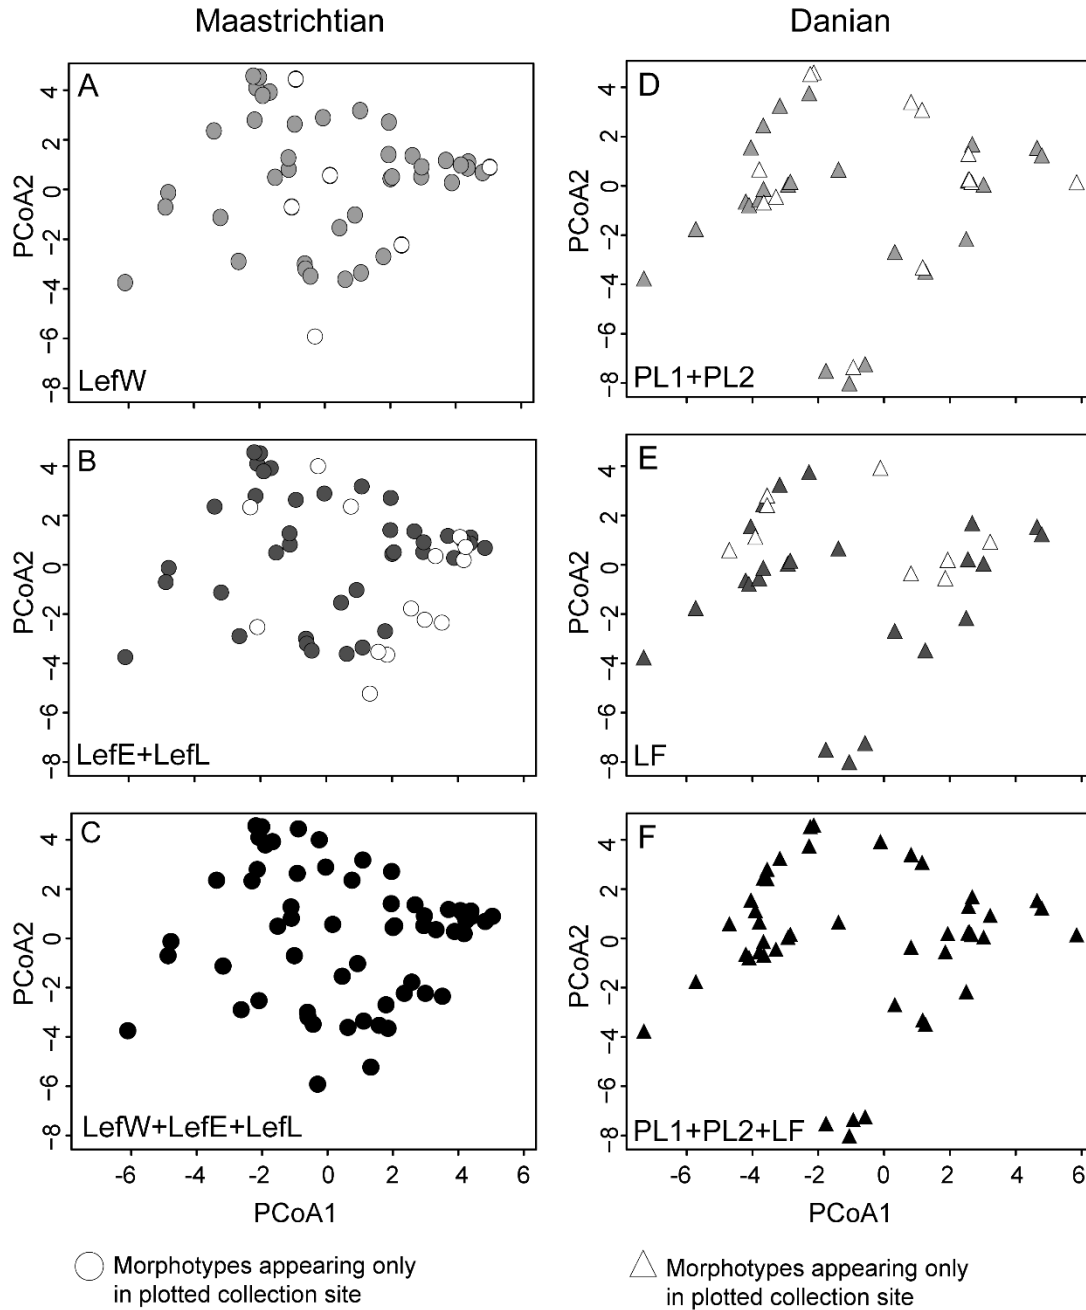 Maastrichtian
Danian
A
4
2
0
−2
−4
−6
−8
PCoA2
LefW
D
4
2
0
−2
−4
−6
−8
PCoA2
PL1+PL2
B
4
2
0
−2
−4
−6
−8
PCoA2
LefE+LefL
E
4
2
0
−2
−4
−6
−8
PCoA2
LF
C
4
2
0
−2
−4
−6
−8
PCoA2
LefW+LefE+LefL
-6 -4 -2 0 2 4 6
PCoA1
F
4
2
0
−2
−4
−6
−8
PCoA2
PL1+PL2+LF
-6 -4 -2 0 2 4 6
PCoA1
Morphotypes appearing only
in plotted collection site
Morphotypes appearing only
in plotted collection site